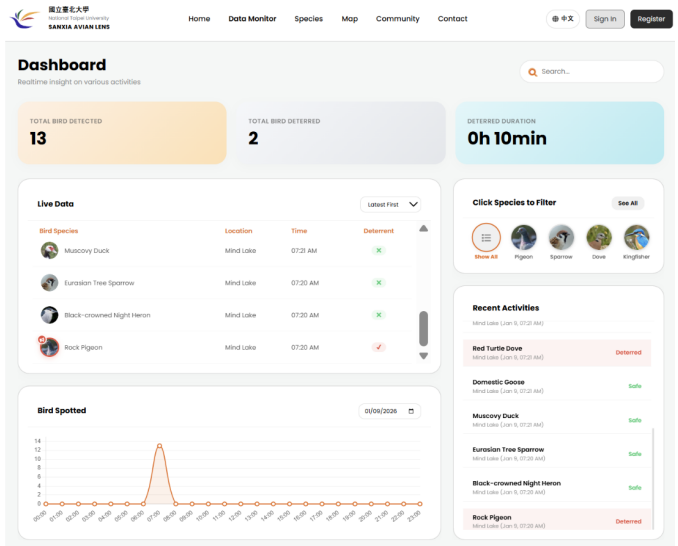 國立臺北大學
National Taipei University
SANXIA AVIAN LENS
Home
Data Monitor
Species
Map
Community
Contact
中文
Sign In
Register
Dashboard
Realtime insight on various activities
Search...
TOTAL BIRD DETECTED
13
TOTAL BIRD DETERRED
2
DETERRED DURATION
0h 10min
Live Data
Latest First
Bird Species Location Time Deterrent
Muscovy Duck Mind Lake 07:21 AM
Eurasian Tree Sparrow Mind Lake 07:20 AM
Black-crowned Night Heron Mind Lake 07:20 AM
Rock Pigeon Mind Lake 07:20 AM
Click Species to Filter
See All
Show All
Pigeon
Sparrow
Dove
Kingfisher
Recent Activities
Mind Lake (Jan 9, 07:21 AM)
Red Turtle Dove
Mind Lake (Jan 9, 07:21 AM)
Deterred
Domestic Goose
Mind Lake (Jan 9, 07:21 AM)
Safe
Muscovy Duck
Mind Lake (Jan 9, 07:21 AM)
Safe
Eurasian Tree Sparrow
Mind Lake (Jan 9, 07:20 AM)
Safe
Black-crowned Night Heron
Mind Lake (Jan 9, 07:20 AM)
Safe
Rock Pigeon
Mind Lake (Jan 9, 07:20 AM)
Deterred
Bird Spotted
01/09/2026
14
12
10
8
6
4
2
0
00:00 01:00 02:00 03:00 04:00 05:00 06:00 07:00 08:00 09:00 10:00 11:00 12:00 13:00 14:00 15:00 16:00 17:00 18:00 19:00 20:00 21:00 22:00 23:00